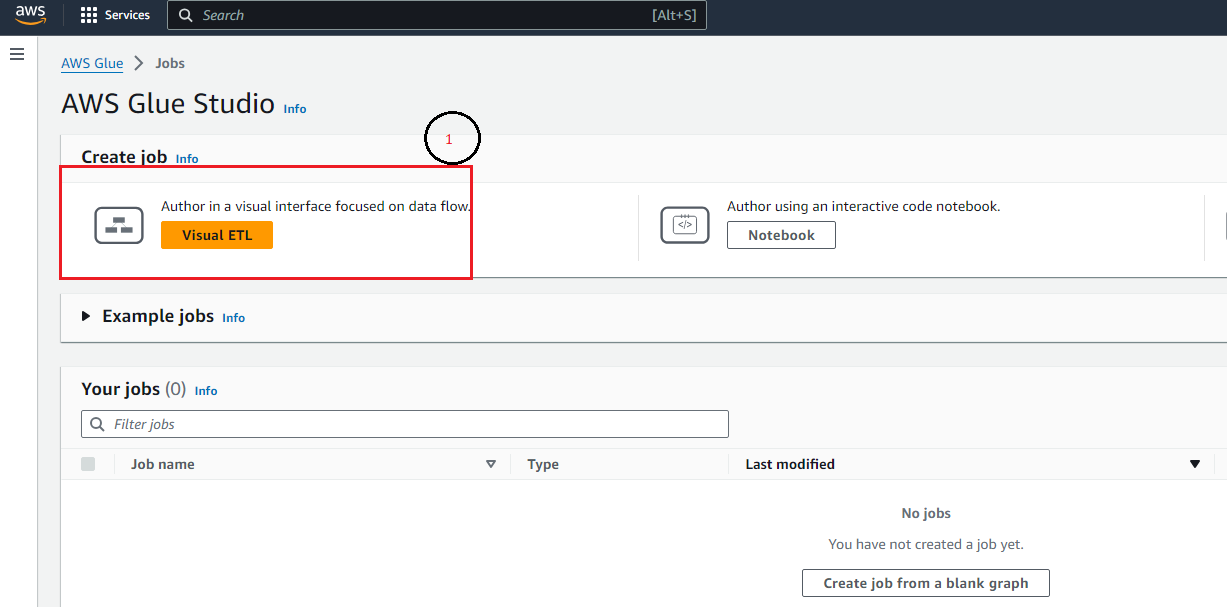 aws Services Search [Alt+S]
AWS Glue Jobs
AWS Glue Studio Info
1
Create job Info
Author in a visual interface focused on data flow.
Visual ETL
Author using an interactive code notebook.
</>
Notebook
Example jobs Info
Your jobs (0) Info
Filter jobs
Job name Type Last modified
No jobs
You have not created a job yet.
Create job from a blank graph